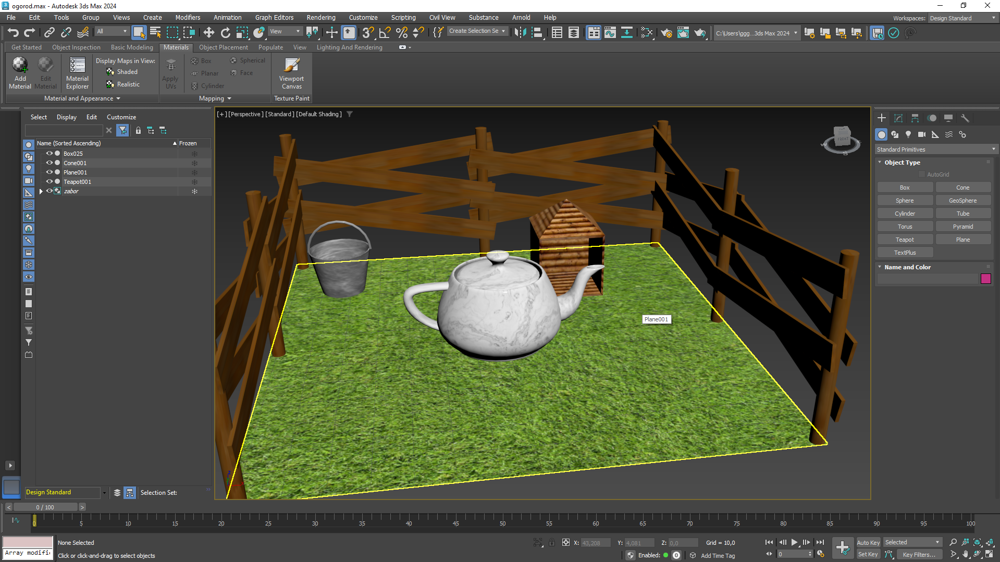 ogorod.max - Autodesk 3ds Max 2024
File Edit Tools Group Views Create Modifiers Animation Graph Editors Rendering Customize Scripting Civil View Substance Arnold Help
Workspaces: Design Standard
All View Create Selection Se C:\Users\ggg...3ds Max 2024
Get Started Object Inspection Basic Modeling Materials Object Placement Populate View Lighting And Rendering
Add Material
Edit Material
Material Explorer
Display Maps in View:
Shaded
Realistic
Apply UVs
Box
Planar
Cylinder
Spherical
Face
Viewport Canvas
Material and Appearance Mapping Texture Paint
Select Display Edit Customize
Name (Sorted Ascending) Frozen
Box025
Cone001
Plane001
Teapot001
zabor
[+] [Perspective] [Standard] [Default Shading]
FRONT
W
S
Plane001
Standard Primitives
Object Type
AutoGrid
Box Cone
Sphere GeoSphere
Cylinder Tube
Torus Pyramid
Teapot Plane
TextPlus
Name and Color
Design Standard
Selection Set:
< 0 / 100 >
0 5 10 15 20 25 30 35 40 45 50 55 60 65 70 75 80 85 90 95 100
None Selected
Array modifi
Click or click-and-drag to select objects
X: 43,208 Y: 4,081 Z: 0,0 Grid = 10,0
Enabled: 0 Add Time Tag
0
Auto Key Selected
Set Key Key Filters...